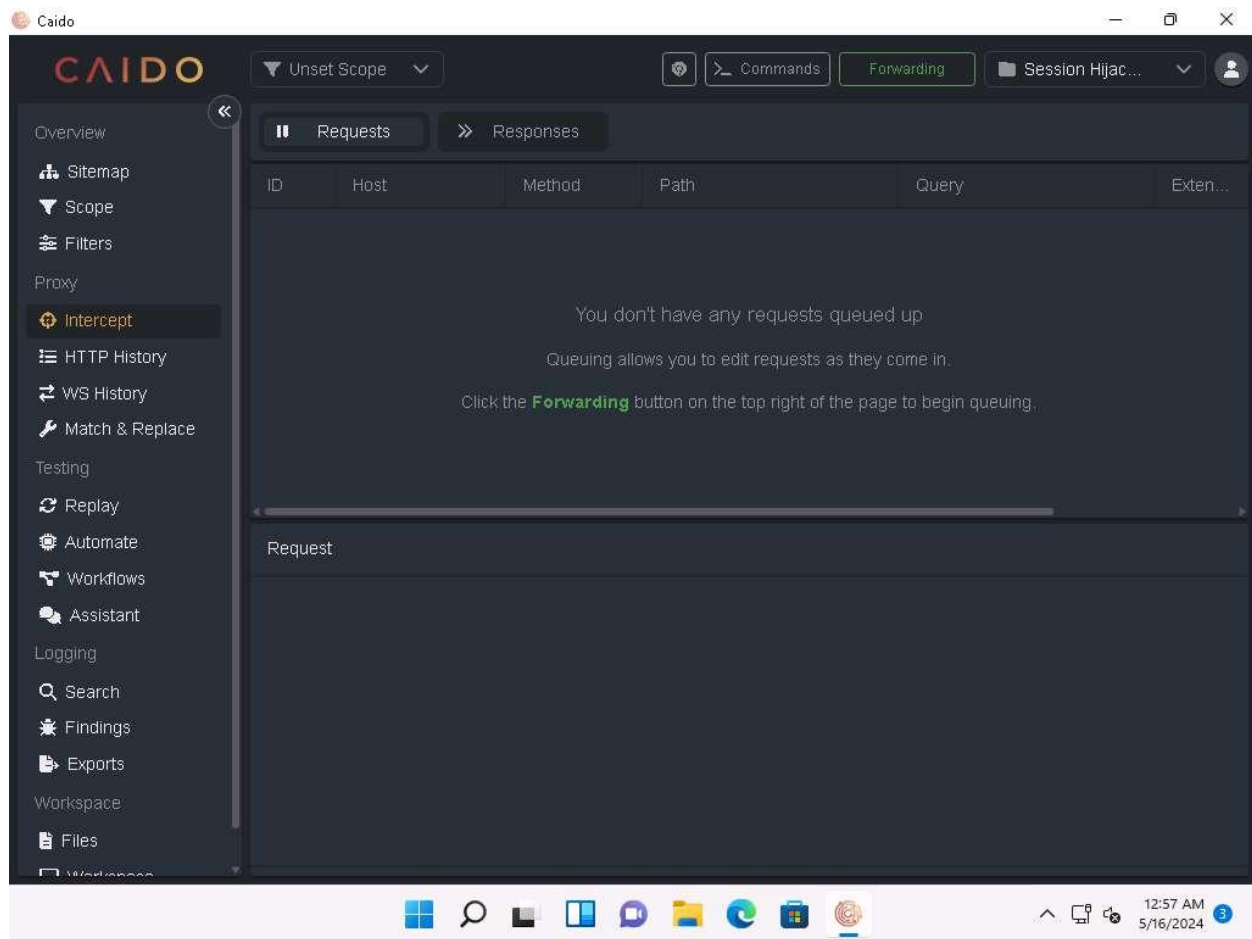 Caido
CAIDO
Unset Scope
Commands
Forwarding
Session Hijac...
Overview
Sitemap
Scope
Filters
Proxy
Intercept
HTTP History
WS History
Match & Replace
Testing
Replay
Automate
Workflows
Assistant
Logging
Search
Findings
Exports
Workspace
Files
Workspace
Requests
Responses
ID Host Method Path Query Exten...
You don't have any requests queued up
Queuing allows you to edit requests as they come in.
Click the Forwarding button on the top right of the page to begin queuing.
Request
12:57 AM
5/16/2024
3